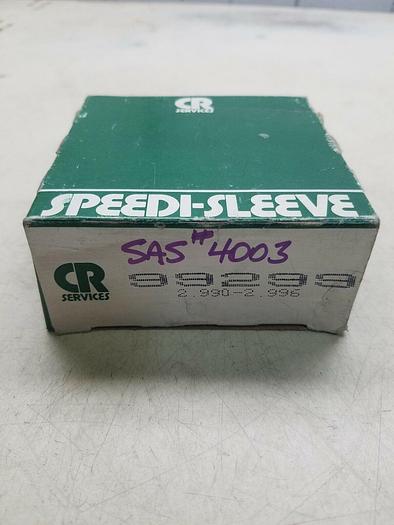 CR
SERVICES
SPEEDI-SLEEVE
SAS # 4003
CR
SERVICES
99299
2.990-2.996